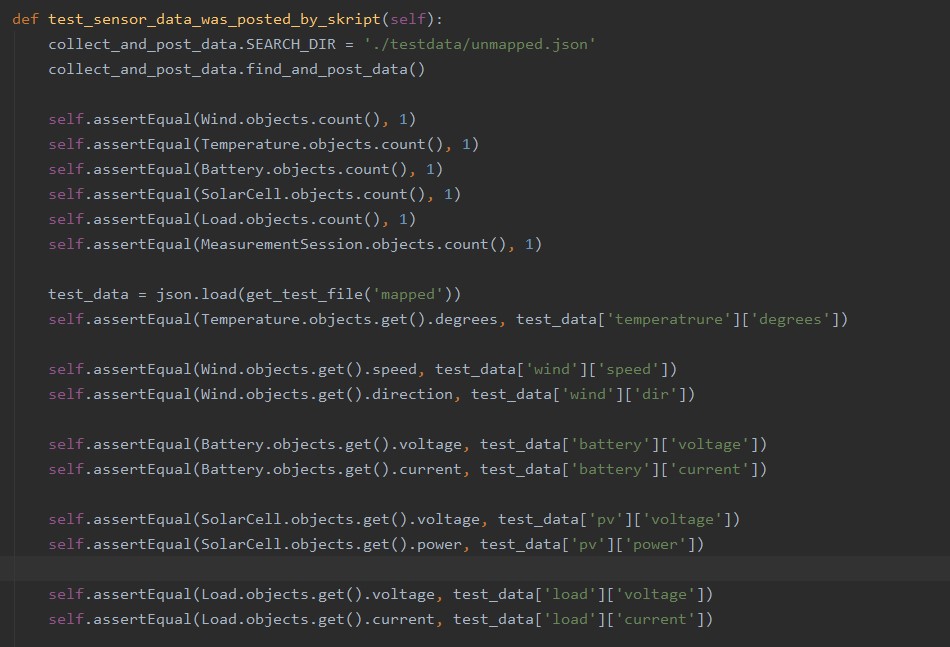 def test_sensor_data_was_posted_by_skript(self):
collect_and_post_data.SEARCH_DIR = './testdata/unmapped.json'
collect_and_post_data.find_and_post_data()
self.assertEqual(Wind.objects.count(), 1)
self.assertEqual(Temperature.objects.count(), 1)
self.assertEqual(Battery.objects.count(), 1)
self.assertEqual(SolarCell.objects.count(), 1)
self.assertEqual(Load.objects.count(), 1)
self.assertEqual(MeasurementSession.objects.count(), 1)
test_data = json.load(get_test_file('mapped'))
self.assertEqual(Temperature.objects.get().degrees, test_data['temperatrure']['degrees'])
self.assertEqual(Wind.objects.get().speed, test_data['wind']['speed'])
self.assertEqual(Wind.objects.get().direction, test_data['wind']['dir'])
self.assertEqual(Battery.objects.get().voltage, test_data['battery']['voltage'])
self.assertEqual(Battery.objects.get().current, test_data['battery']['current'])
self.assertEqual(SolarCell.objects.get().voltage, test_data['pv']['voltage'])
self.assertEqual(SolarCell.objects.get().power, test_data['pv']['power'])
self.assertEqual(Load.objects.get().voltage, test_data['load']['voltage'])
self.assertEqual(Load.objects.get().current, test_data['load']['current'])